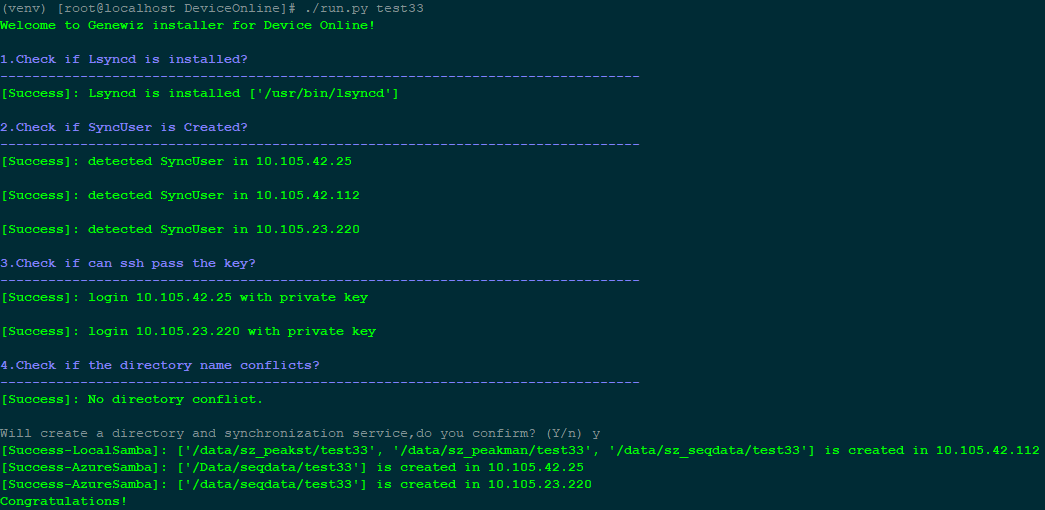 (venv) [root@localhost DeviceOnline]# ./run.py test33
Welcome to Genewiz installer for Device Online!
1.Check if Lsyncd is installed?
--------------------------------------------------------------------------------
[Success]: Lsyncd is installed ['/usr/bin/lsyncd']
2.Check if SyncUser is Created?
--------------------------------------------------------------------------------
[Success]: detected SyncUser in 10.105.42.25
[Success]: detected SyncUser in 10.105.42.112
[Success]: detected SyncUser in 10.105.23.220
3.Check if can ssh pass the key?
--------------------------------------------------------------------------------
[Success]: login 10.105.42.25 with private key
[Success]: login 10.105.23.220 with private key
4.Check if the directory name conflicts?
--------------------------------------------------------------------------------
[Success]: No directory conflict.
Will create a directory and synchronization service,do you confirm? (Y/n) y
[Success-LocalSamba]: ['/data/sz_peakst/test33', '/data/sz_peakman/test33', '/data/sz_seqdata/test33'] is created in 10.105.42.112
[Success-AzureSamba]: ['/Data/seqdata/test33'] is created in 10.105.42.25
[Success-AzureSamba]: ['/data/seqdata/test33'] is created in 10.105.23.220
Congratulations!